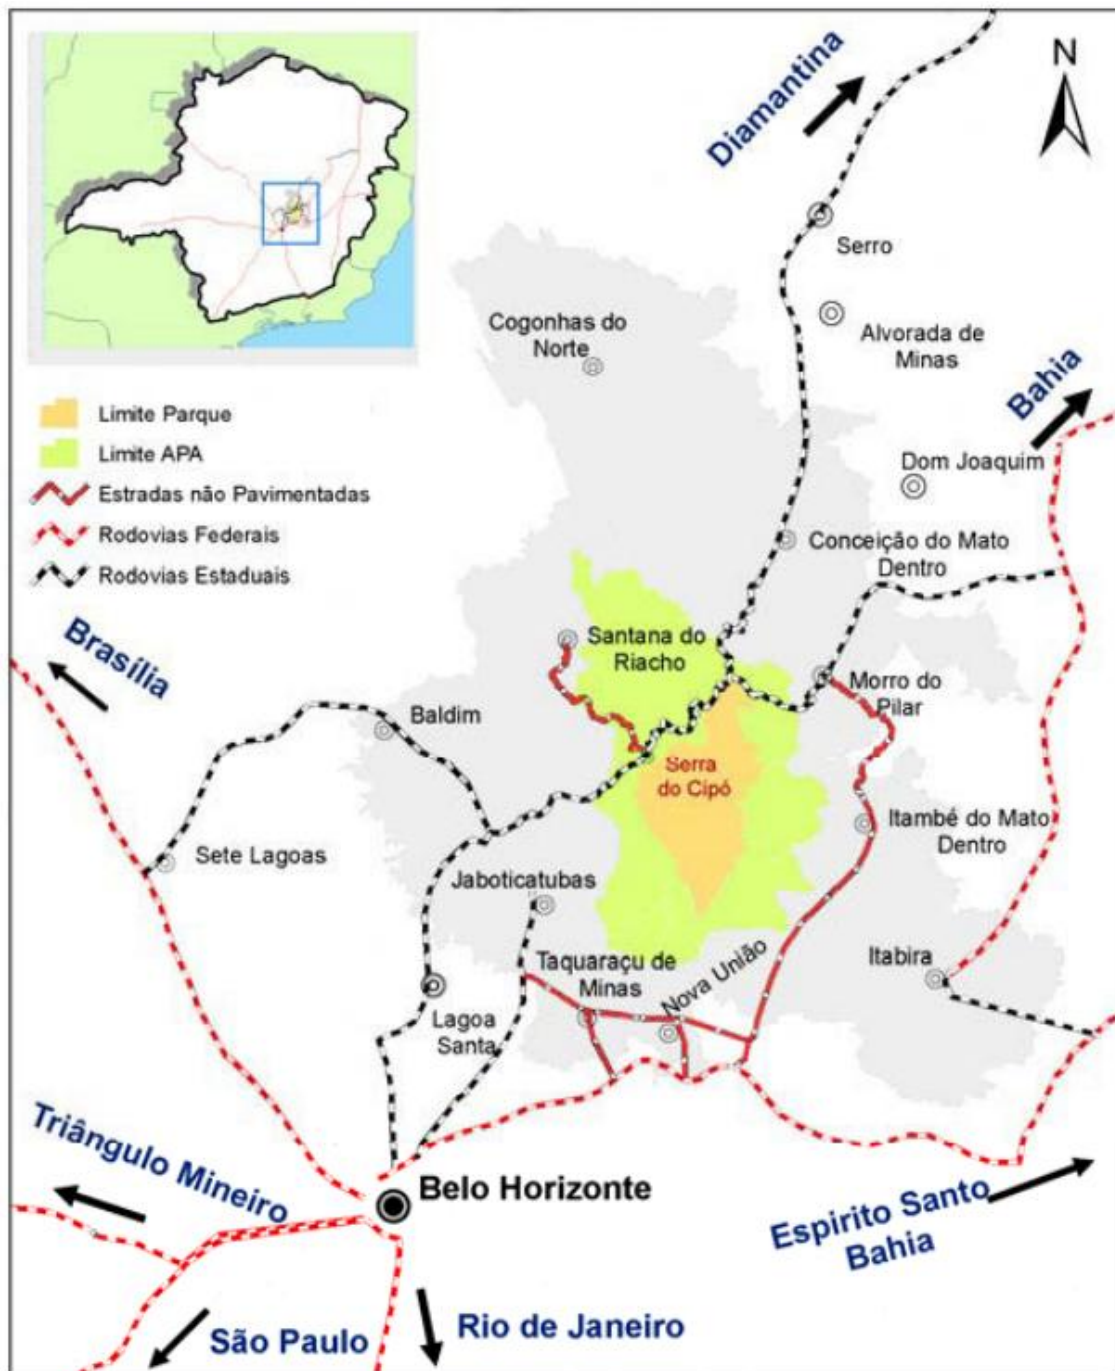 N
Diamantina
Serro
Cogonhas do
Norte
Alvorada de
Minas
Bahia
Limite Parque
Limite APA
Estradas não Pavimentadas
Rodovias Federais
Rodovias Estaduais
Dom Joaquim
Conceição do Mato
Dentro
Brasília
Santana do
Riacho
Morro do
Pilar
Baldim
Serra
do Cipó
Itambé do Mato
Dentro
Sete Lagoas
Jaboticatubas
Taquaraçu de
Minas
Nova União
Itabira
Lagoa
Santa
Triângulo Mineiro
Belo Horizonte
Espirito Santo
Bahia
São Paulo
Rio de Janeiro